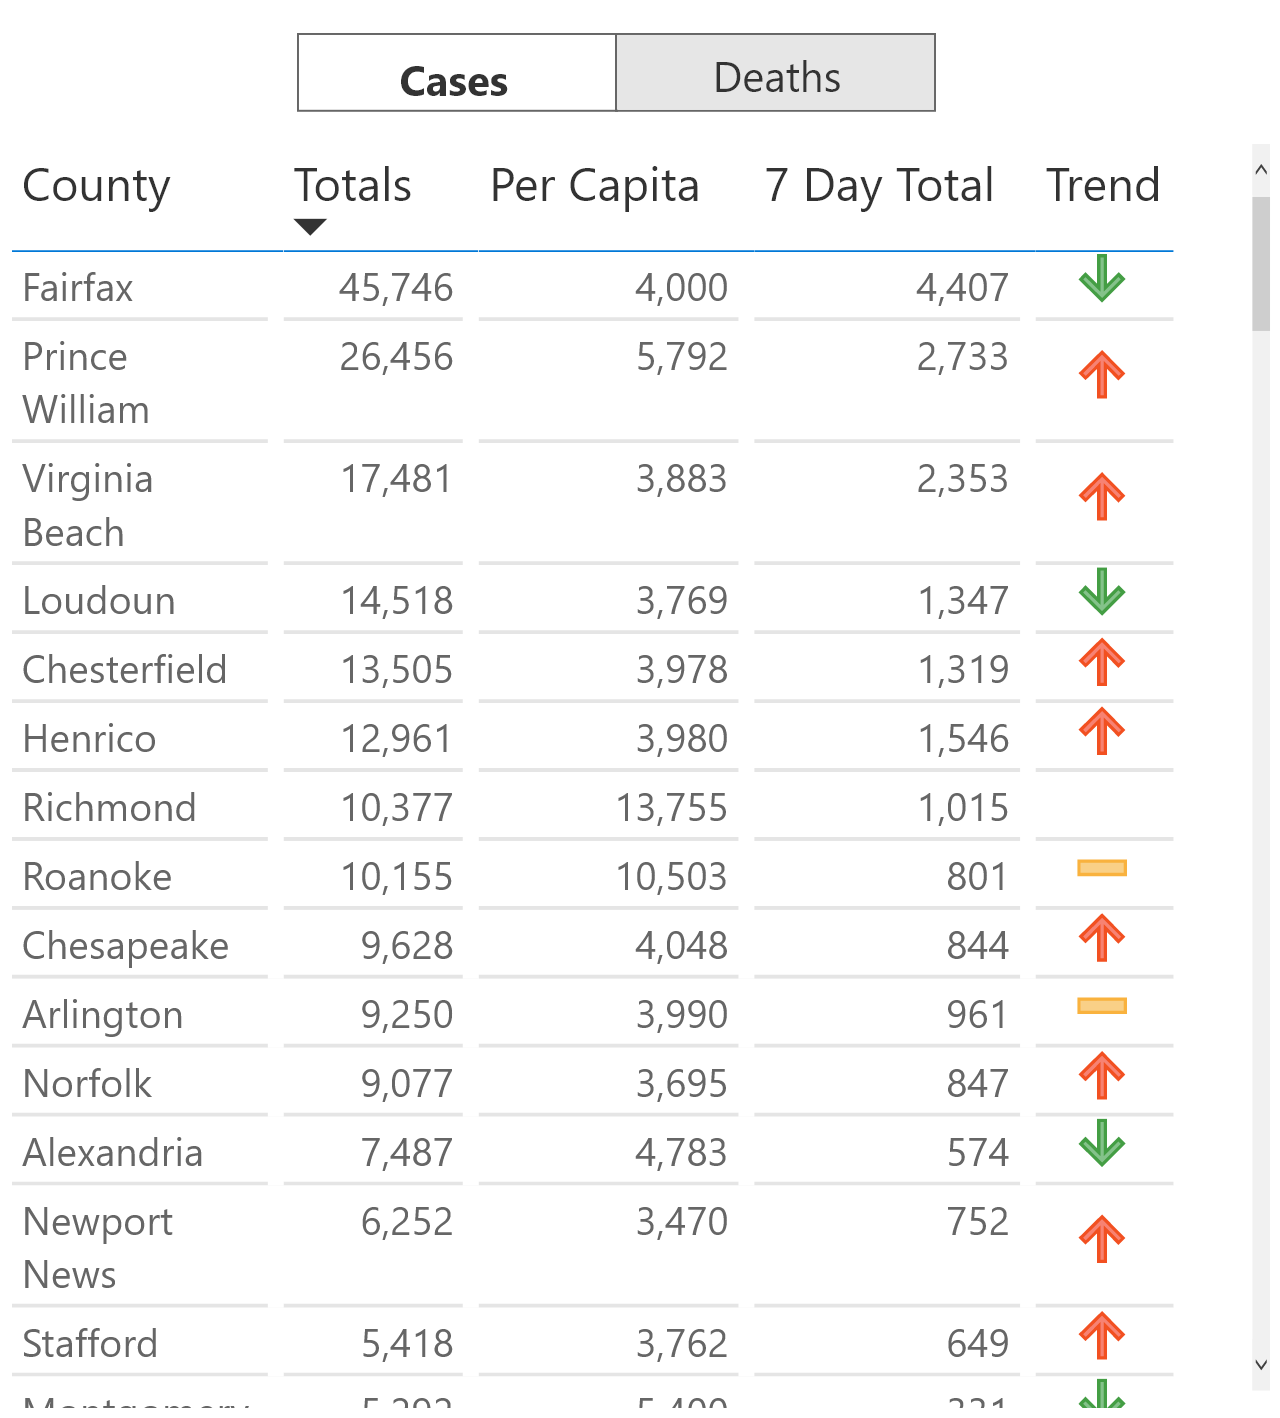 Cases Deaths
County Totals Per Capita 7 Day Total Trend
Fairfax 45,746 4,000 4,407
Prince 26,456 5,792 2,733
William
Virginia 17,481 3,883 2,353
Beach
Loudoun 14,518 3,769 1,347
Chesterfield 13,505 3,978 1,319
Henrico 12,961 3,980 1,546
Richmond 10,377 13,755 1,015
Roanoke 10,155 10,503 801
Chesapeake 9,628 4,048 844
Arlington 9,250 3,990 961
Norfolk 9,077 3,695 847
Alexandria 7,487 4,783 574
Newport 6,252 3,470 752
News
Stafford 5,418 3,762 649
Montgomery